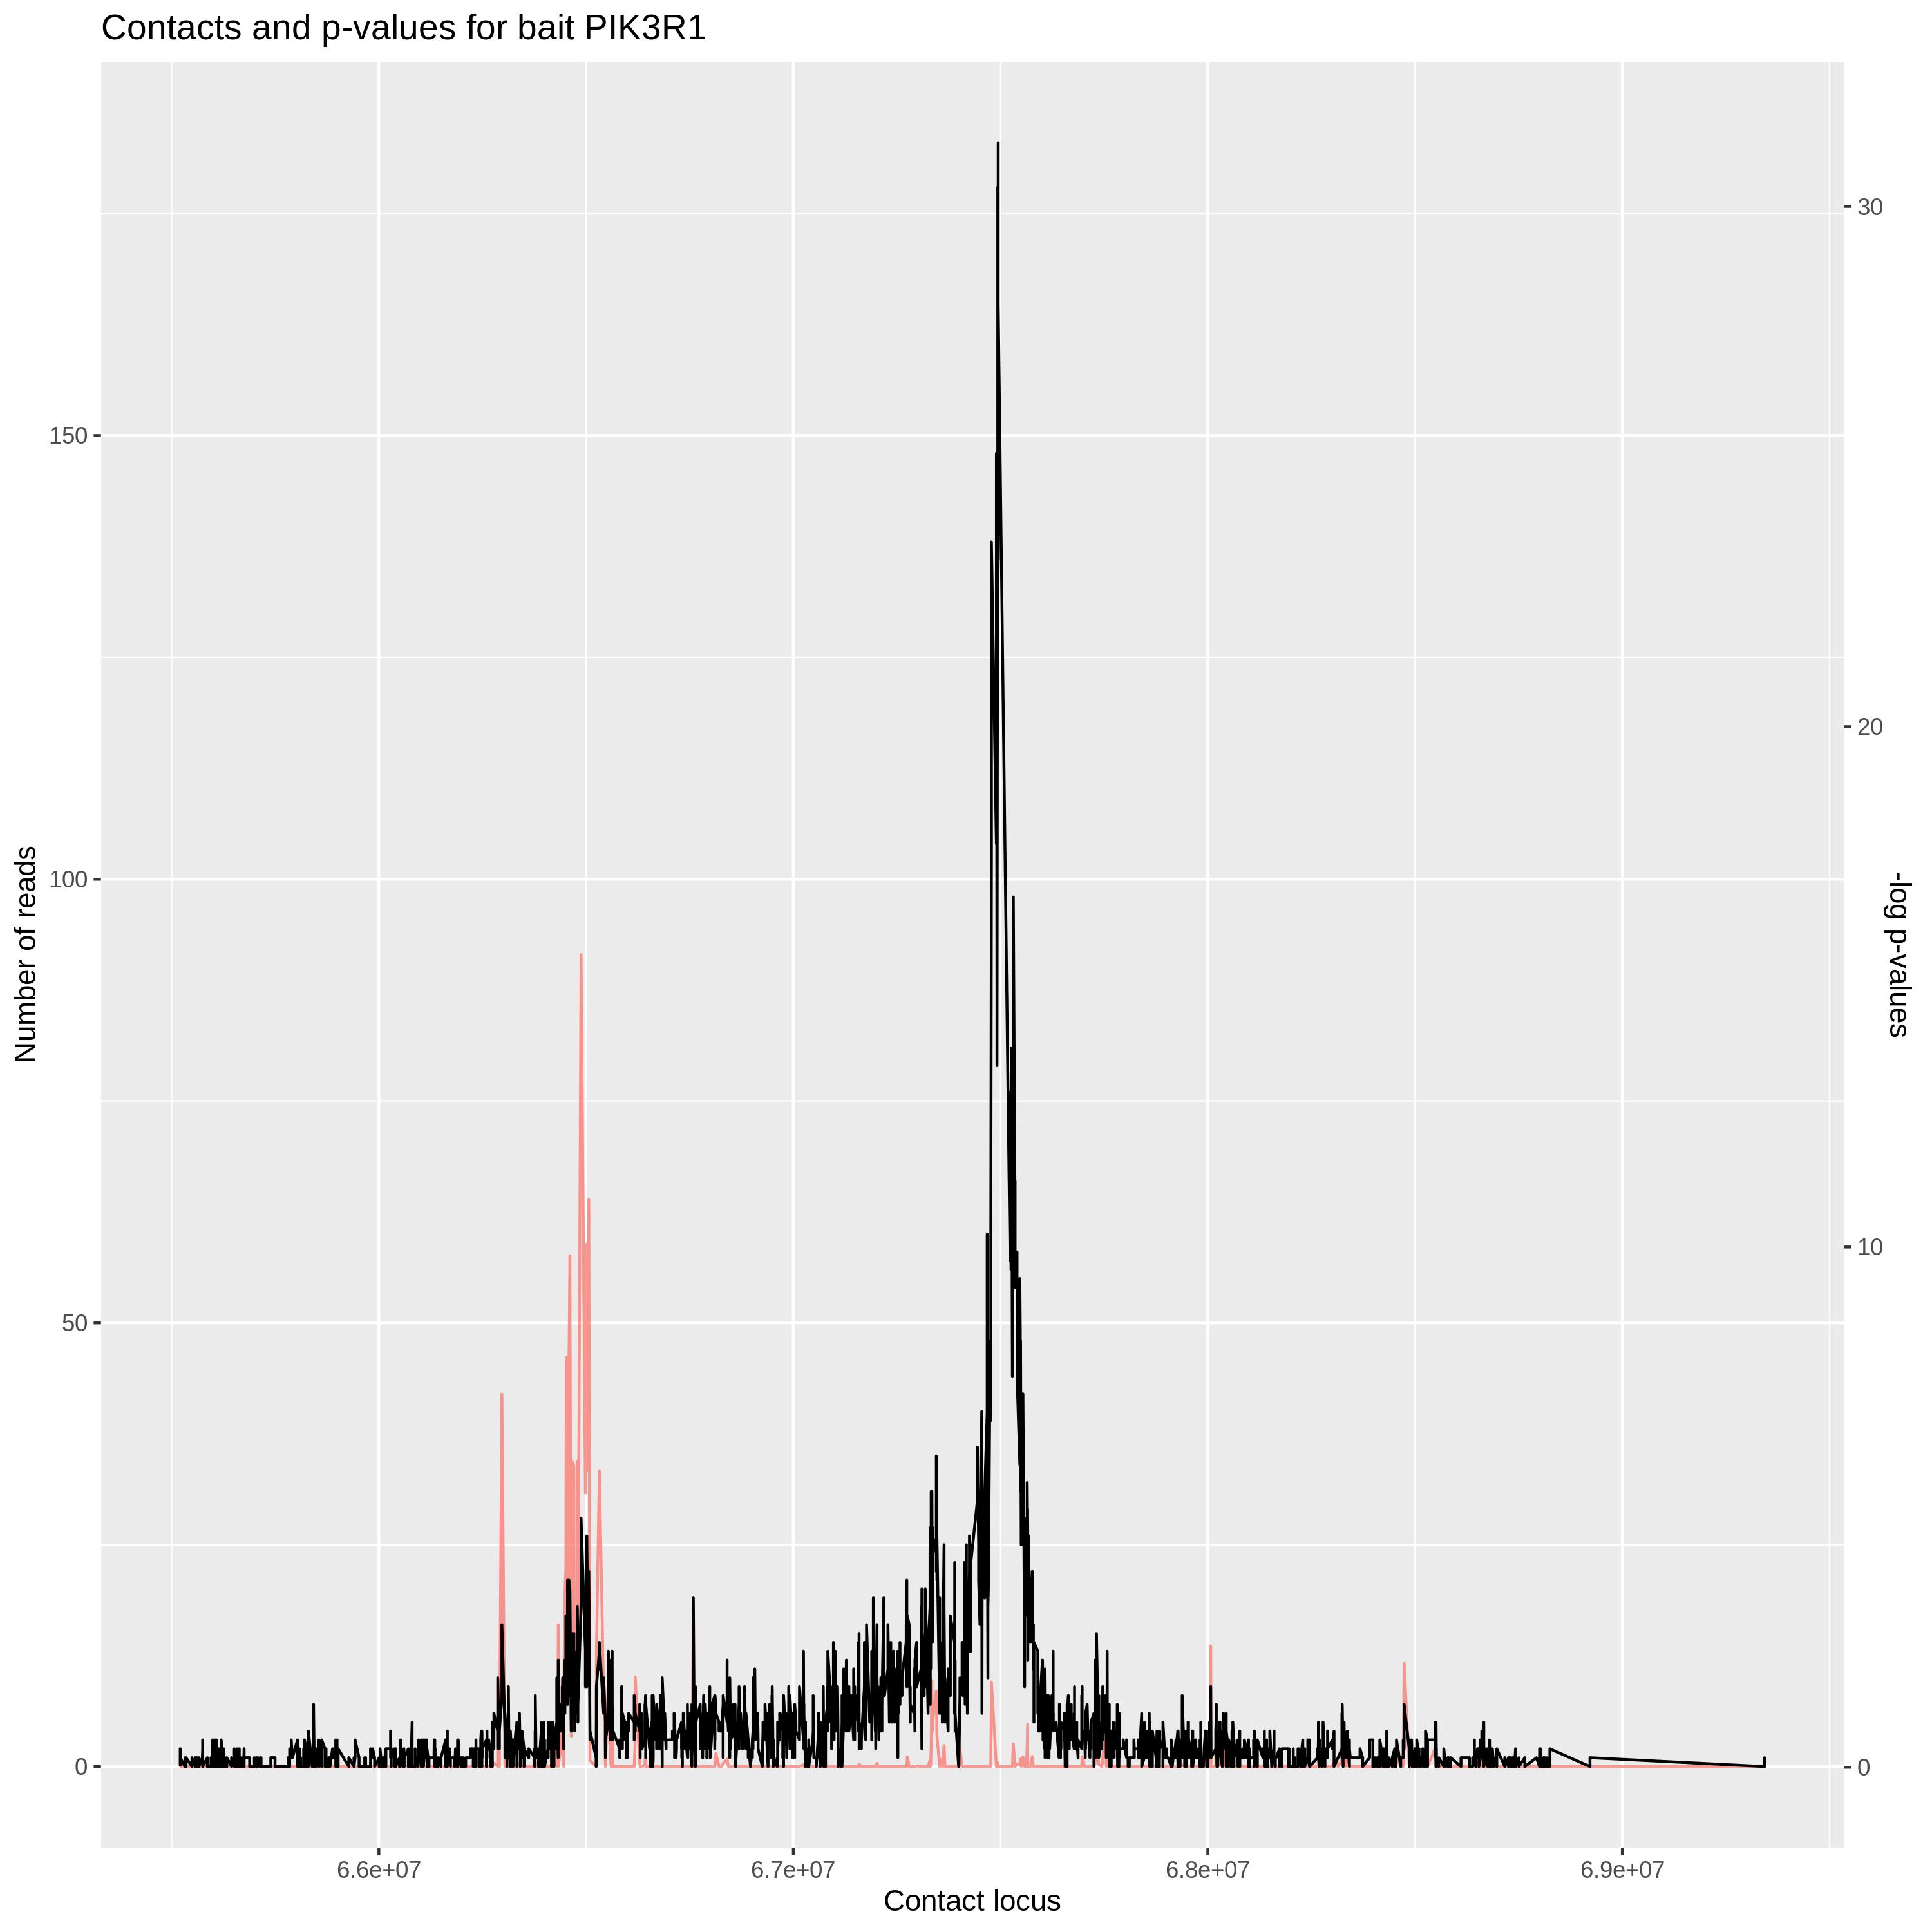 Contacts and p-values for bait PIK3R1
150
100
50
0
Number of reads
30
20
10
0
-log p-values
6.6e+07
6.7e+07
6.8e+07
6.9e+07
Contact locus